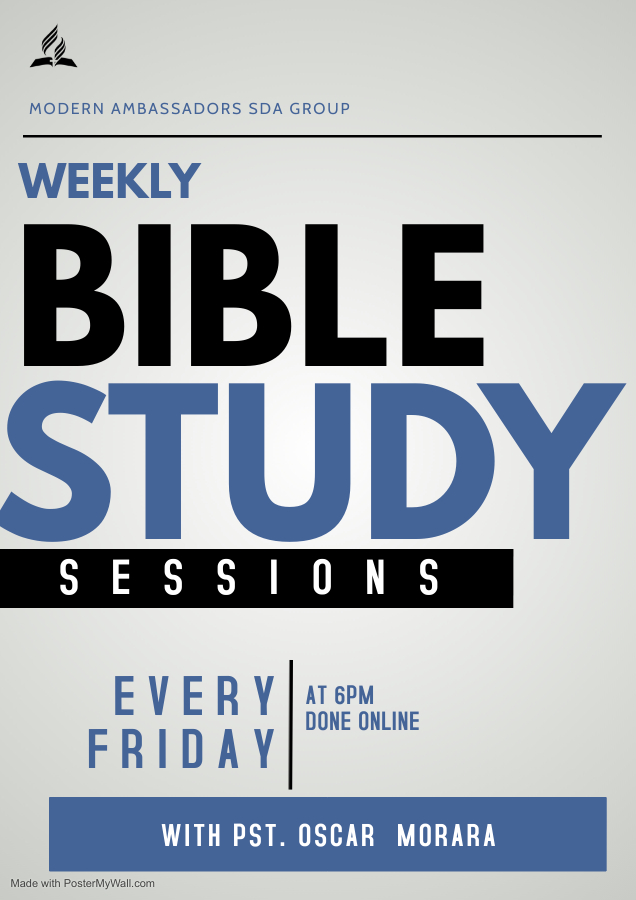 MODERN AMBASSADORS SDA GROUP
WEEKLY
BIBLE
STUDY
SESSIONS
EVERY
FRIDAY
AT 6PM
DONE ONLINE
WITH PST. OSCAR MORARA
Made with PosterMyWall.com